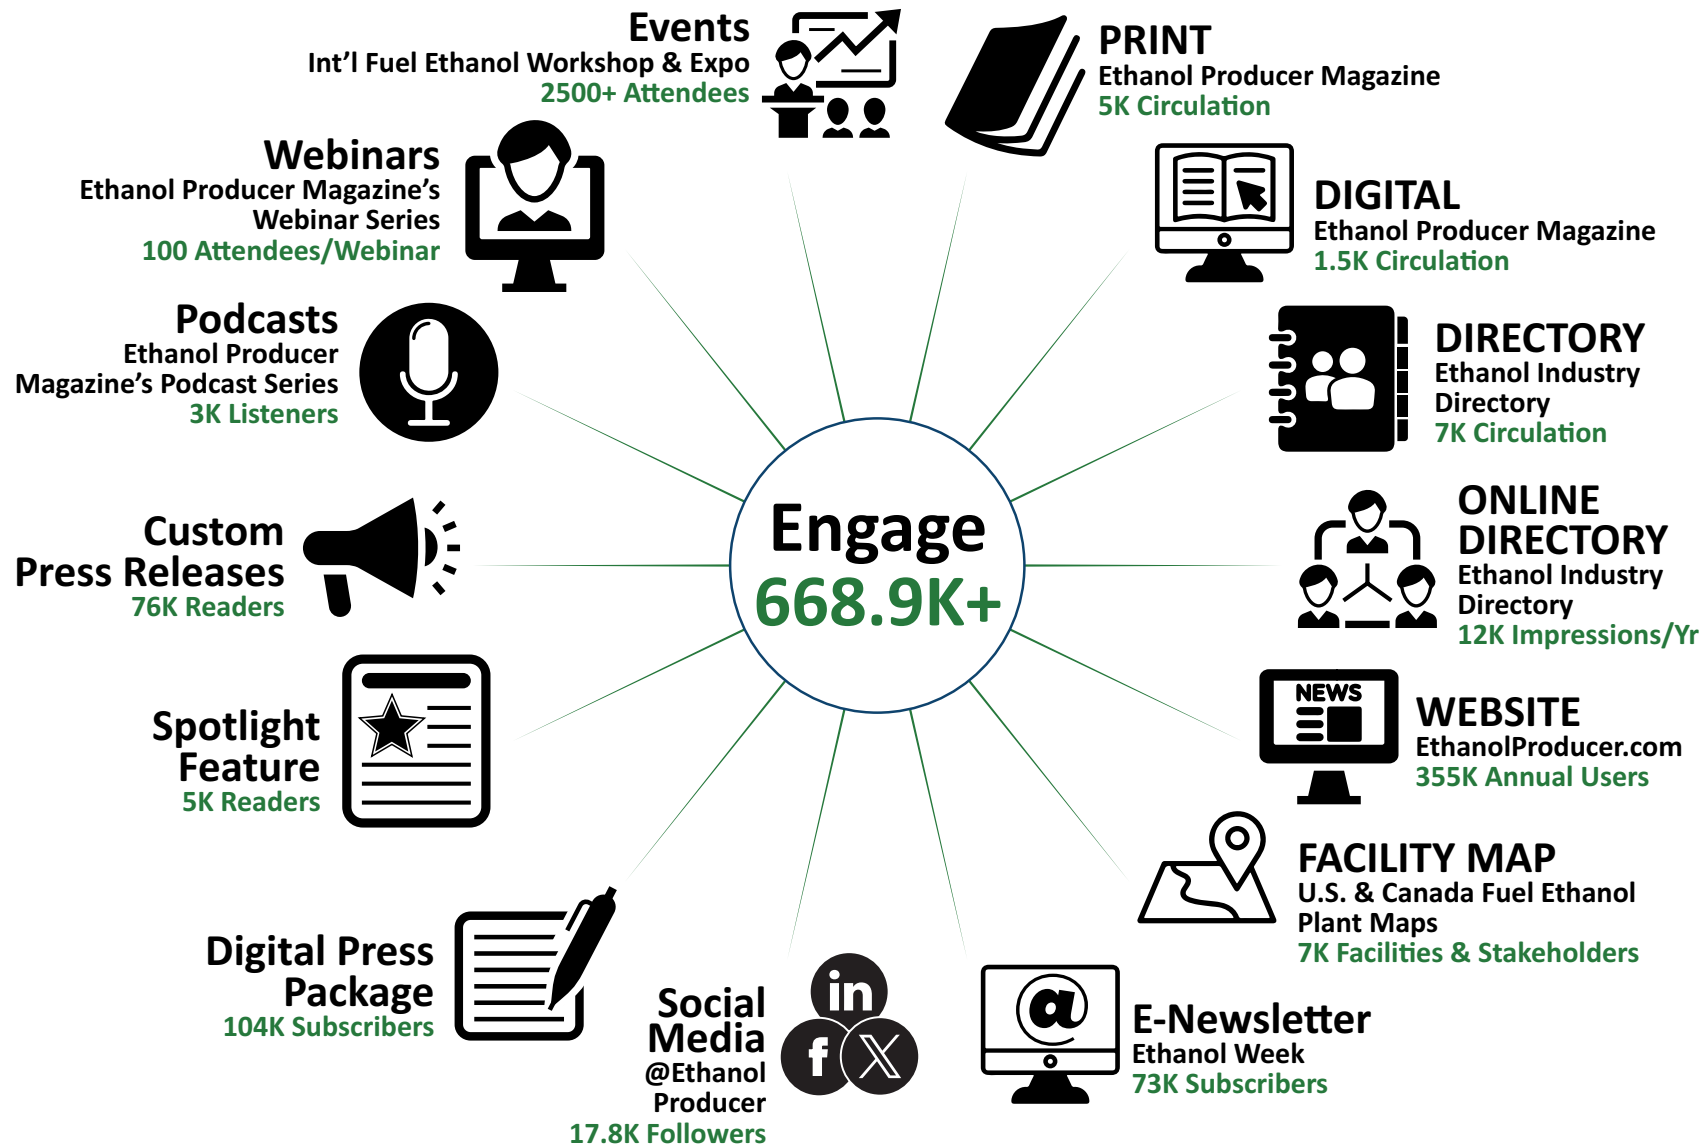 Events
Int'l Fuel Ethanol Workshop & Expo
2500+ Attendees
PRINT
Ethanol Producer Magazine
5K Circulation
DIGITAL
Ethanol Producer Magazine
1.5K Circulation
DIRECTORY
Ethanol Industry
Directory
7K Circulation
ONLINE
DIRECTORY
Ethanol Industry
Directory
12K Impressions/Yr
NEWS
WEBSITE
EthanolProducer.com
355K Annual Users
FACILITY MAP
U.S. & Canada Fuel Ethanol
Plant Maps
7K Facilities & Stakeholders
@
E-Newsletter
Ethanol Week
73K Subscribers
in
f
X
Social
Media
@Ethanol
Producer
17.8K Followers
Digital Press
Package
104K Subscribers
Spotlight
Feature
5K Readers
Custom
Press Releases
76K Readers
Podcasts
Ethanol Producer
Magazine's Podcast Series
3K Listeners
Webinars
Ethanol Producer Magazine's
Webinar Series
100 Attendees/Webinar
Engage
668.9K+